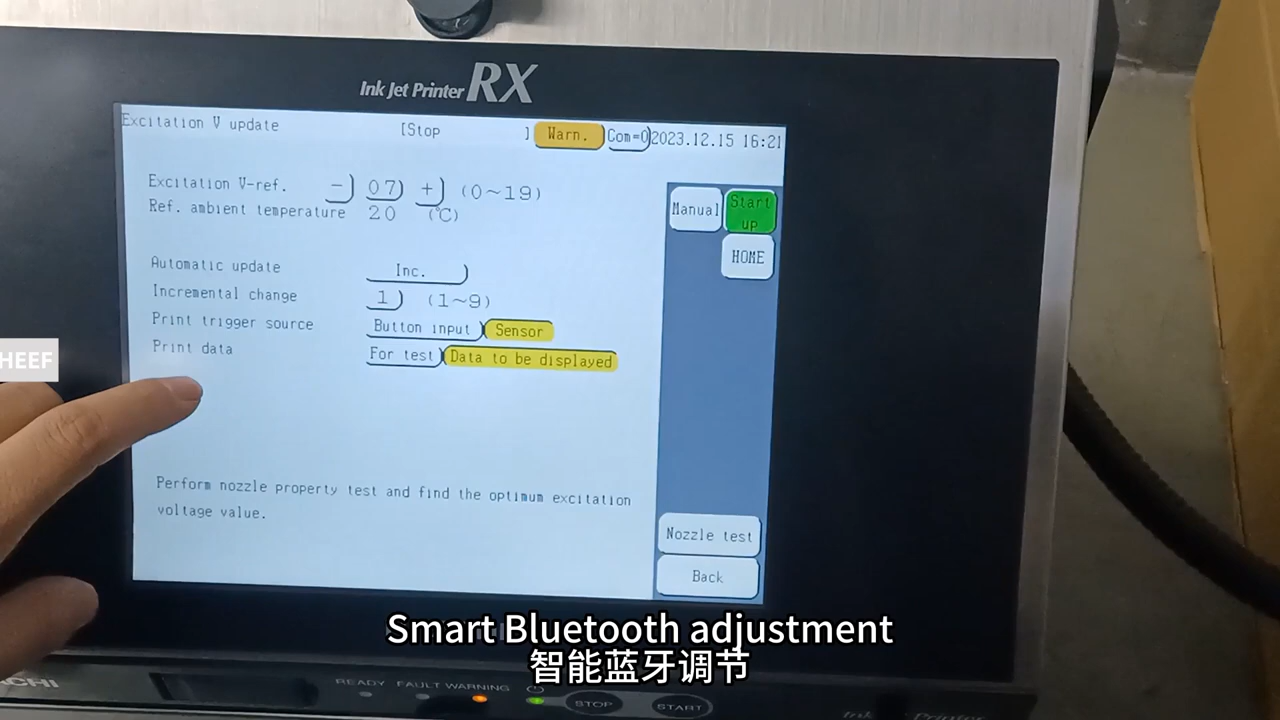 Ink Jet Printer RX
Excitation V update [Stop ] Warn. Com=0 2023.12.15 16:21
Excitation V-ref. - 07 + (0~19)
Ref. ambient temperature 20 (℃)
Manual
Start up
HOME
Automatic update Inc.
Incremental change 1 (1~9)
Print trigger source Button input Sensor
Print data For test Data to be displayed
HEEF
Perform nozzle property test and find the optimum excitation
voltage value.
Nozzle test
Back
Smart Bluetooth adjustment
智能蓝牙调节
READY FAULT WARNING
STOP START